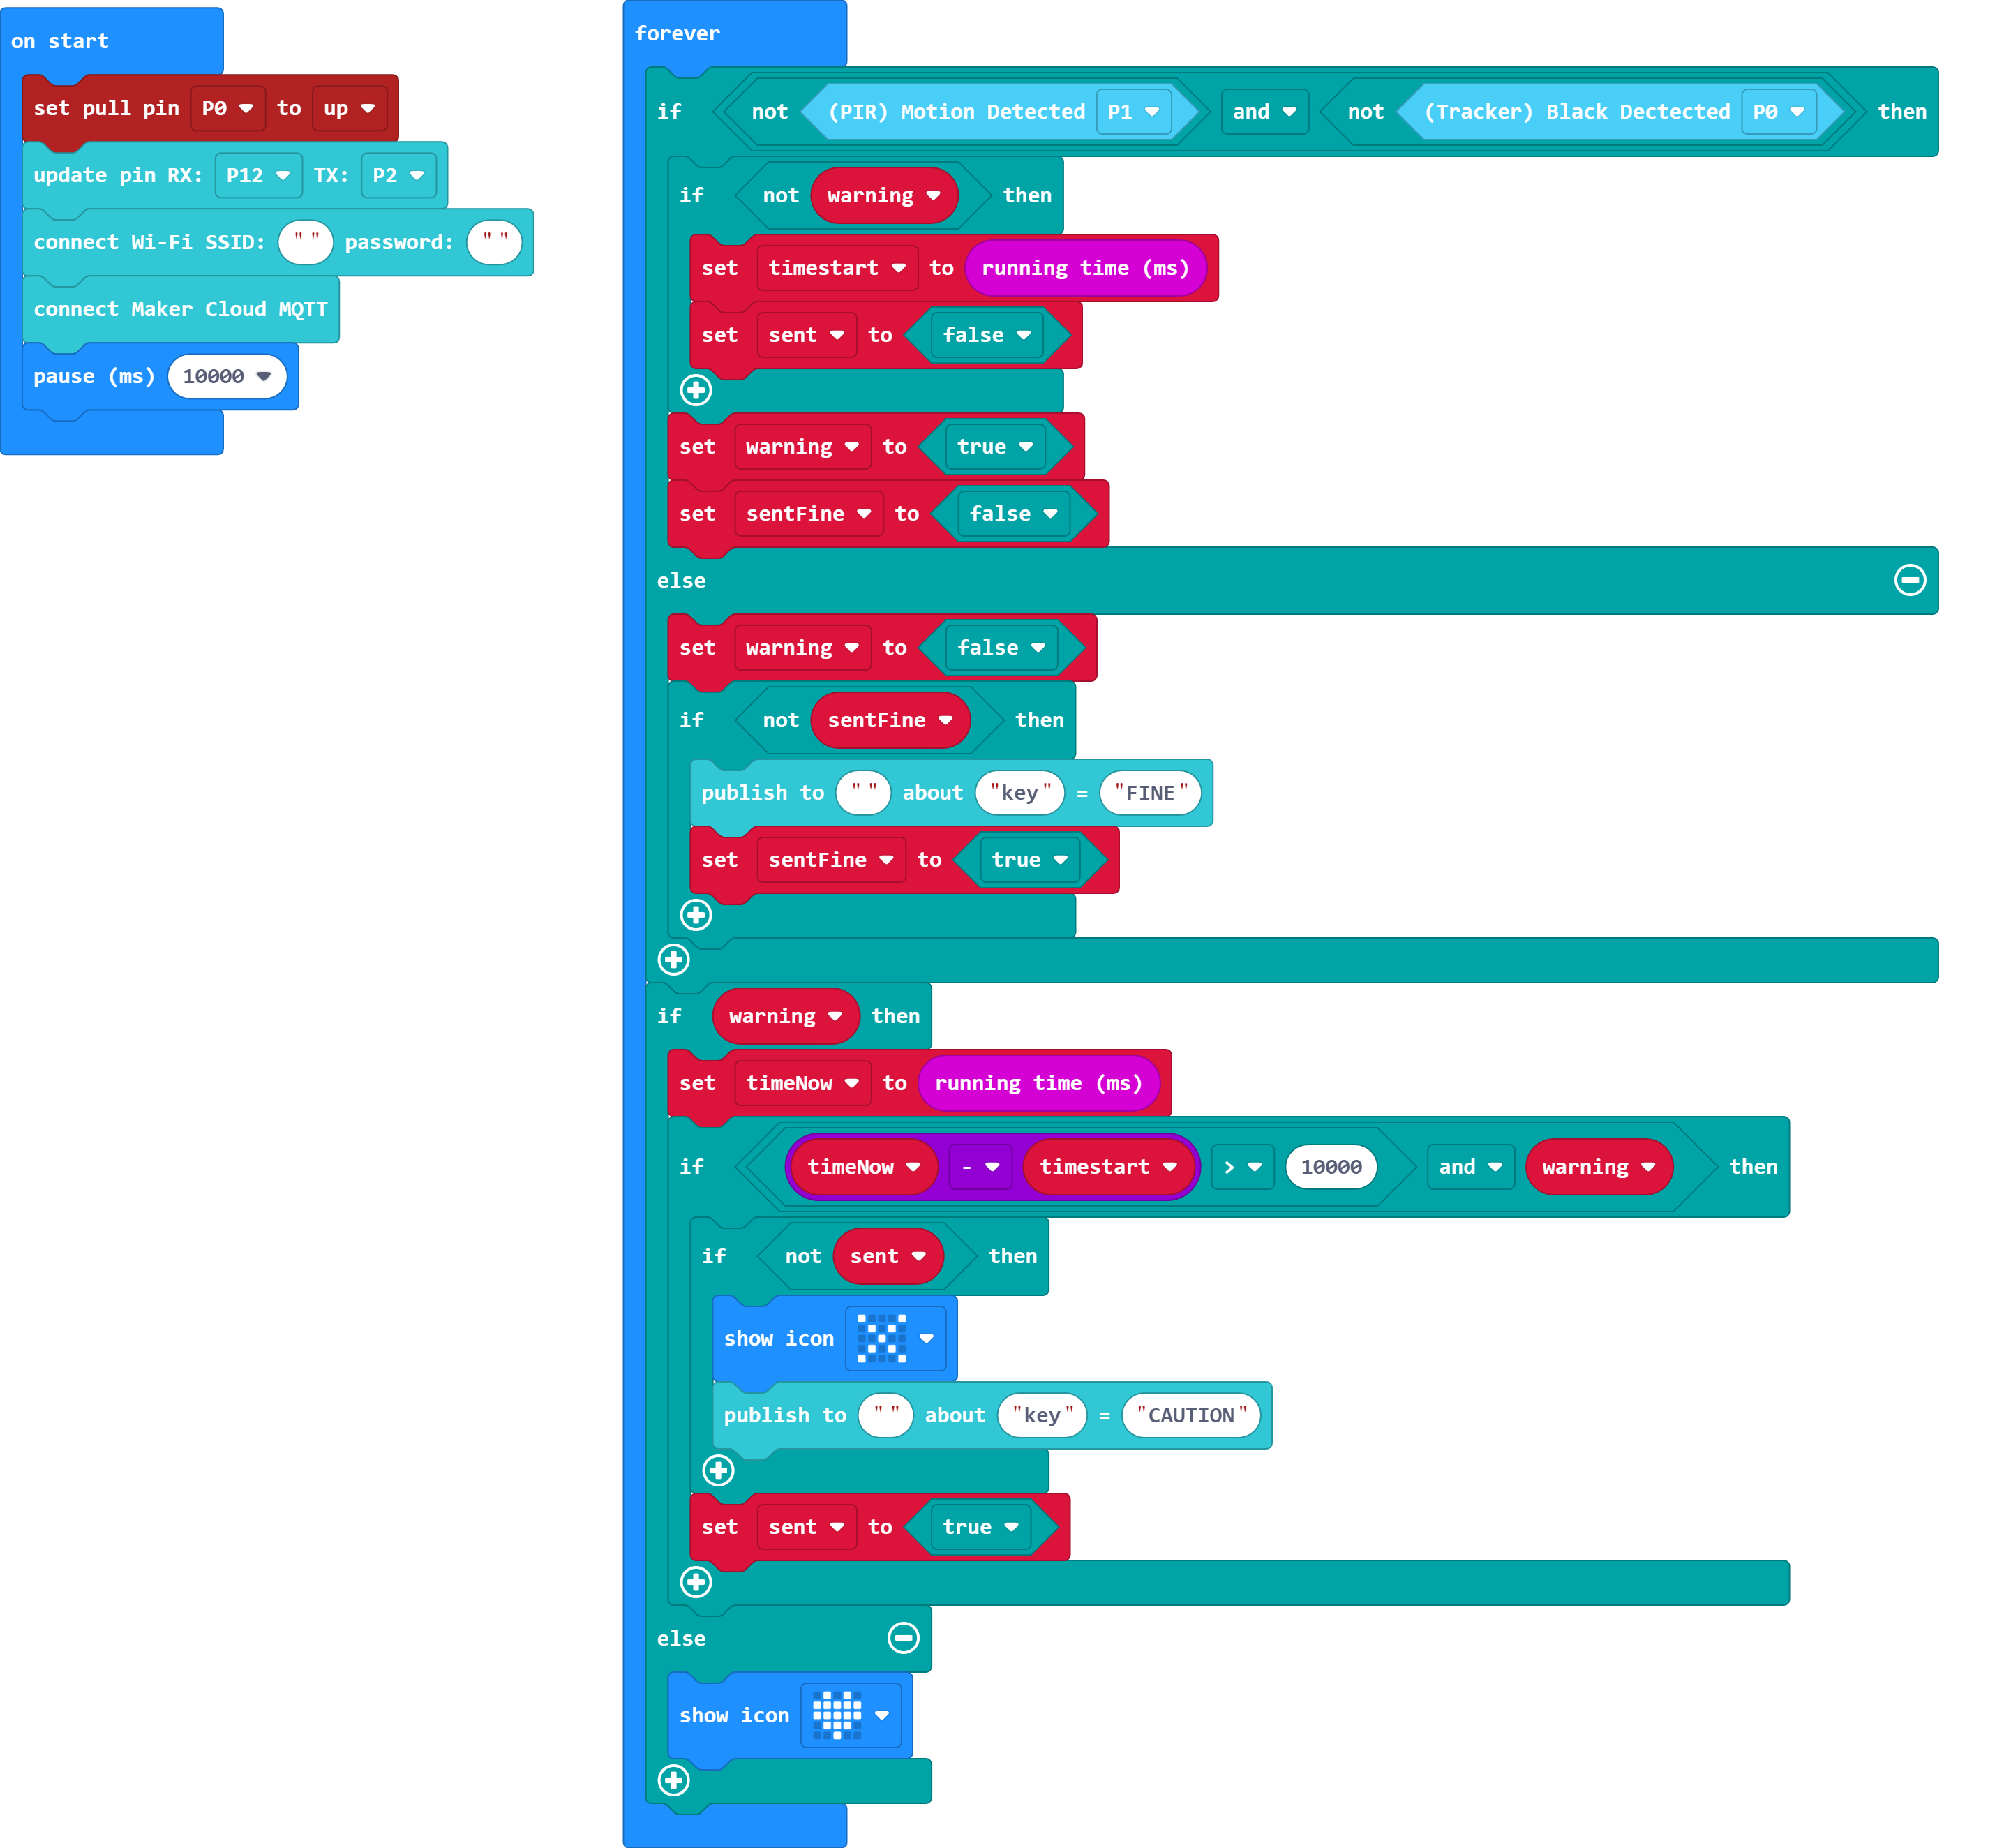 on start
set pull pin P0 to up
update pin RX: P12 TX: P2
connect Wi-Fi SSID: " " password: " "
connect Maker Cloud MQTT
pause (ms) 10000
forever
if not (PIR) Motion Detected P1 and not (Tracker) Black Dectected P0 then
if not warning then
set timestart to running time (ms)
set sent to false
set warning to true
set sentFine to false
else
set warning to false
if not sentFine then
publish to " " about "key" = "FINE"
set sentFine to true
if warning then
set timeNow to running time (ms)
if timeNow - timestart > 10000 and warning then
if not sent then
show icon
publish to " " about "key" = "CAUTION"
set sent to true
else
show icon